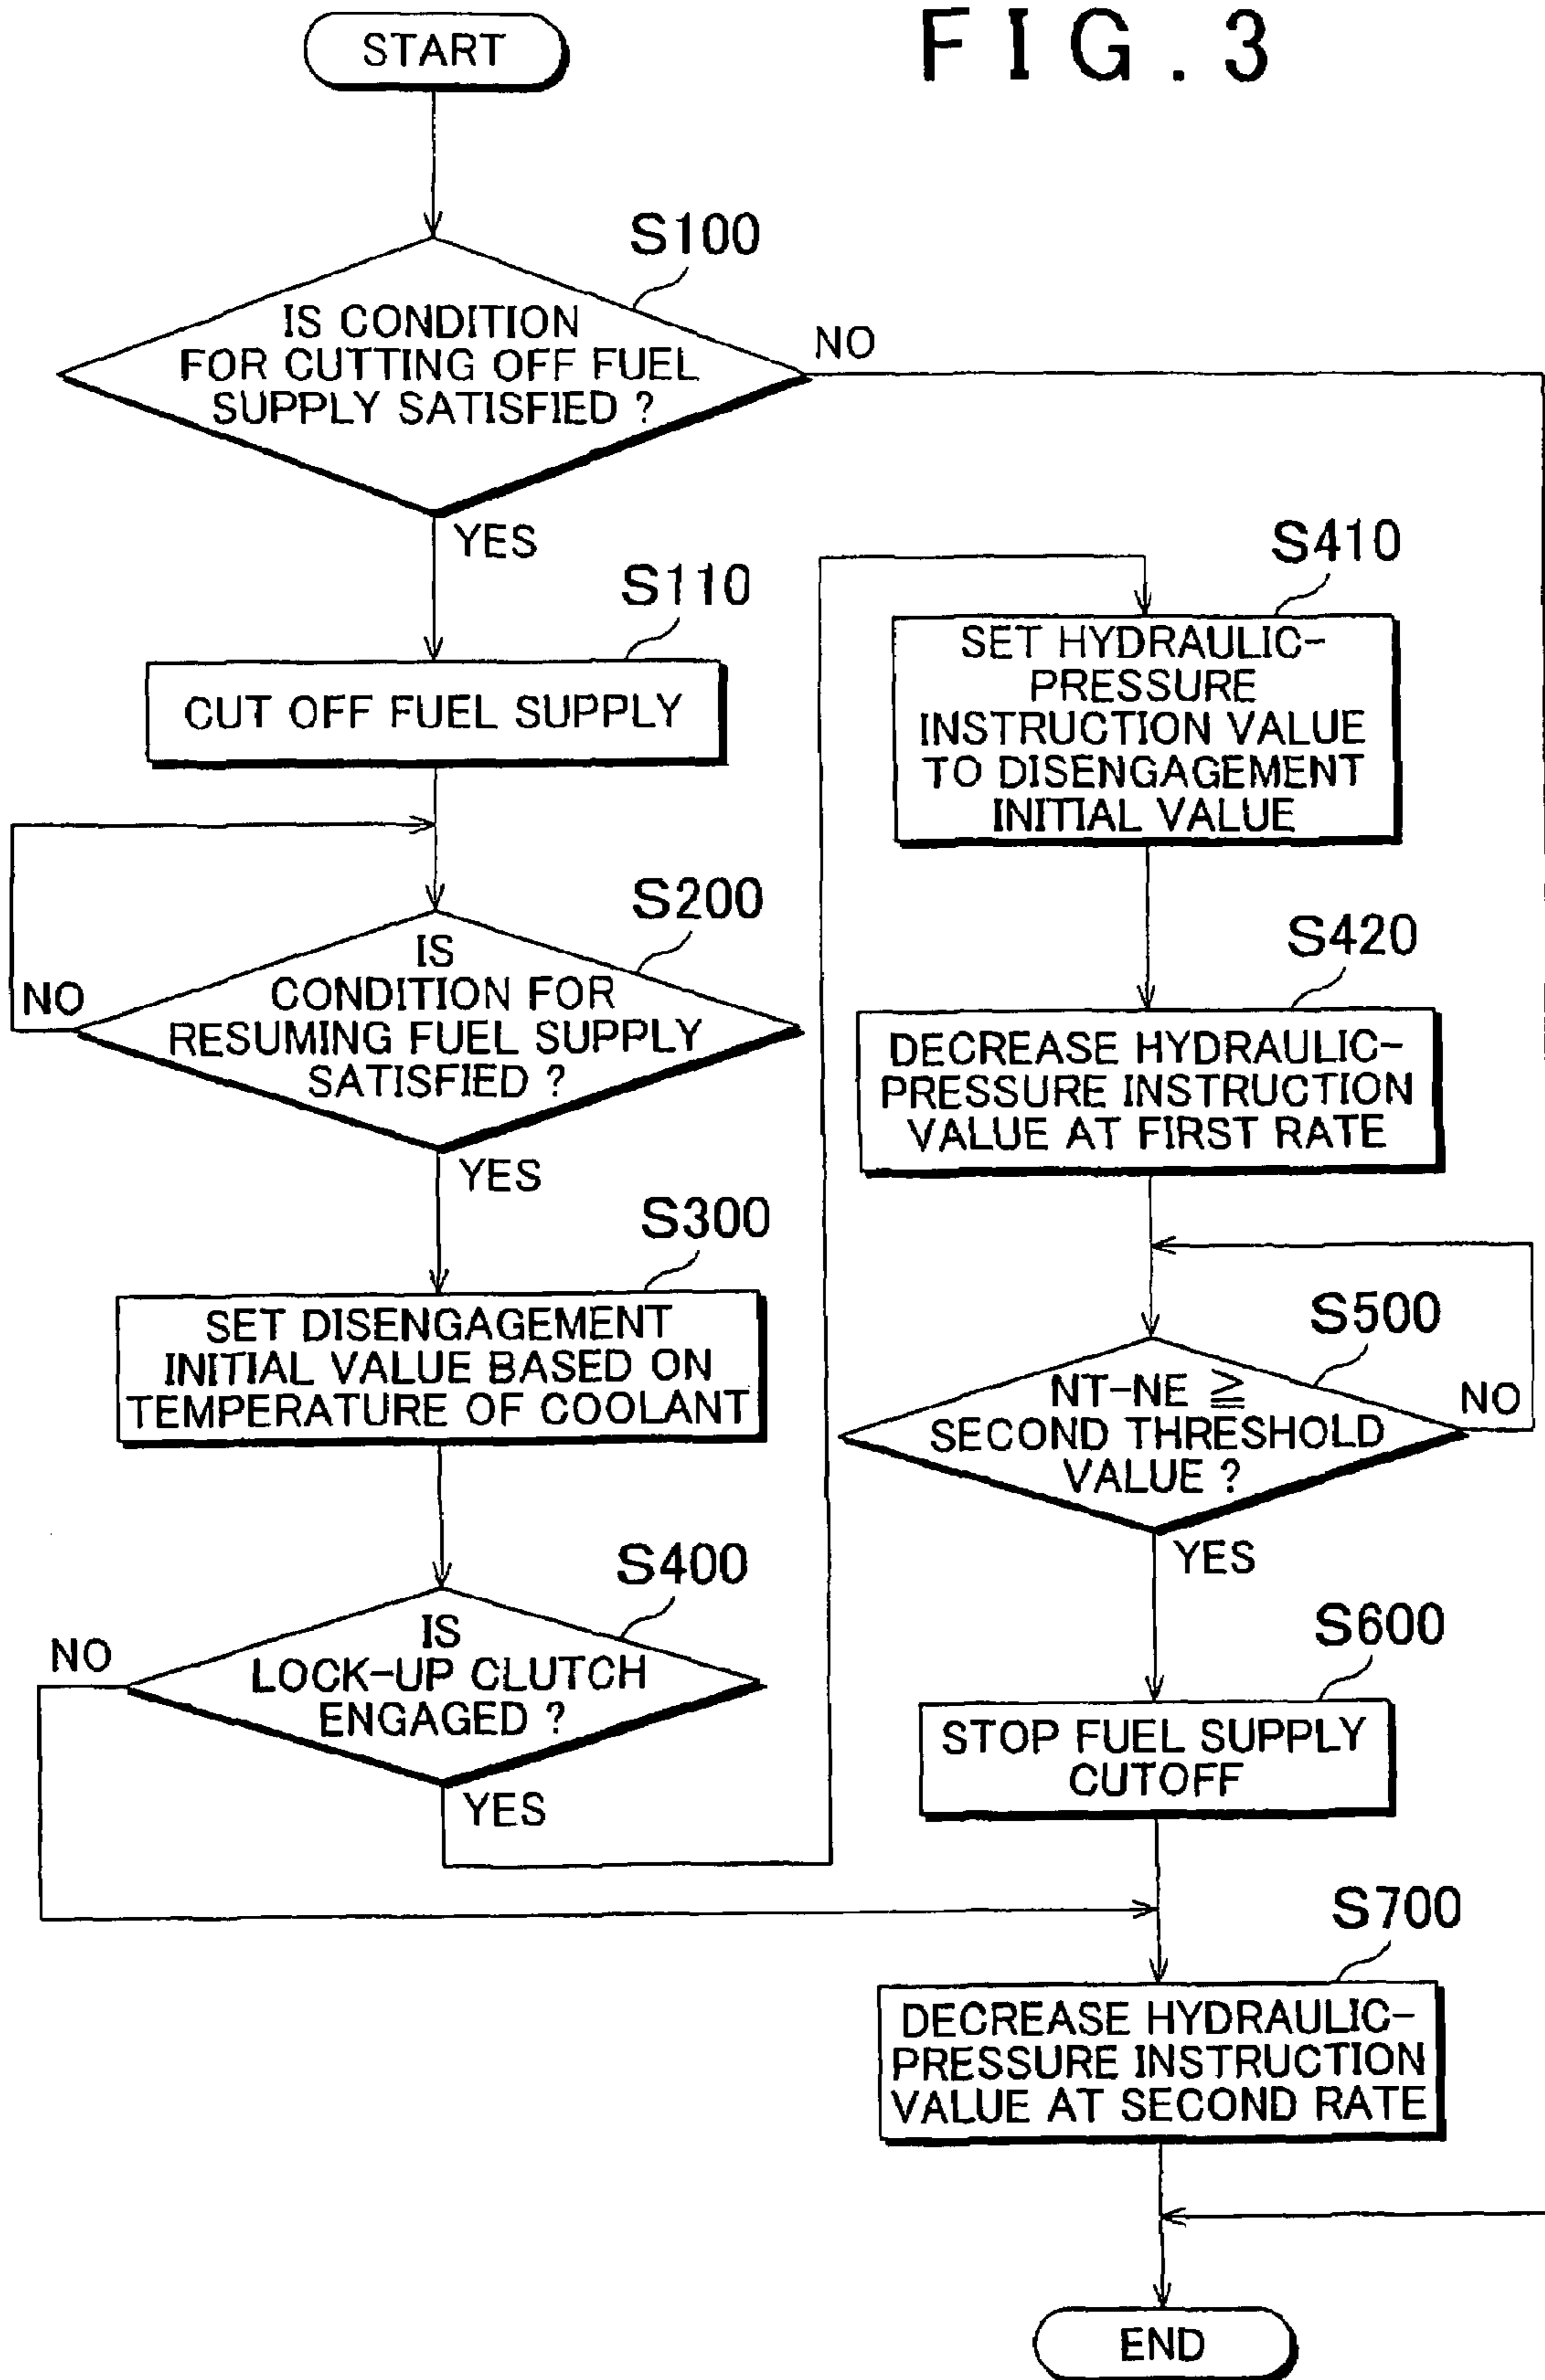 FIG.3
START
S100
IS CONDITION
FOR CUTTING OFF FUEL
SUPPLY SATISFIED ?
NO
YES
S110
CUT OFF FUEL SUPPLY
S200
IS
CONDITION FOR
RESUMING FUEL SUPPLY
SATISFIED ?
NO
YES
S300
SET DISENGAGEMENT
INITIAL VALUE BASED ON
TEMPERATURE OF COOLANT
S400
IS
LOCK-UP CLUTCH
ENGAGED ?
NO
YES
S410
SET HYDRAULIC-
PRESSURE
INSTRUCTION VALUE
TO DISENGAGEMENT
INITIAL VALUE
S420
DECREASE HYDRAULIC-
PRESSURE INSTRUCTION
VALUE AT FIRST RATE
S500
NT-NE ≧
SECOND THRESHOLD
VALUE ?
NO
YES
S600
STOP FUEL SUPPLY
CUTOFF
S700
DECREASE HYDRAULIC-
PRESSURE INSTRUCTION
VALUE AT SECOND RATE
END